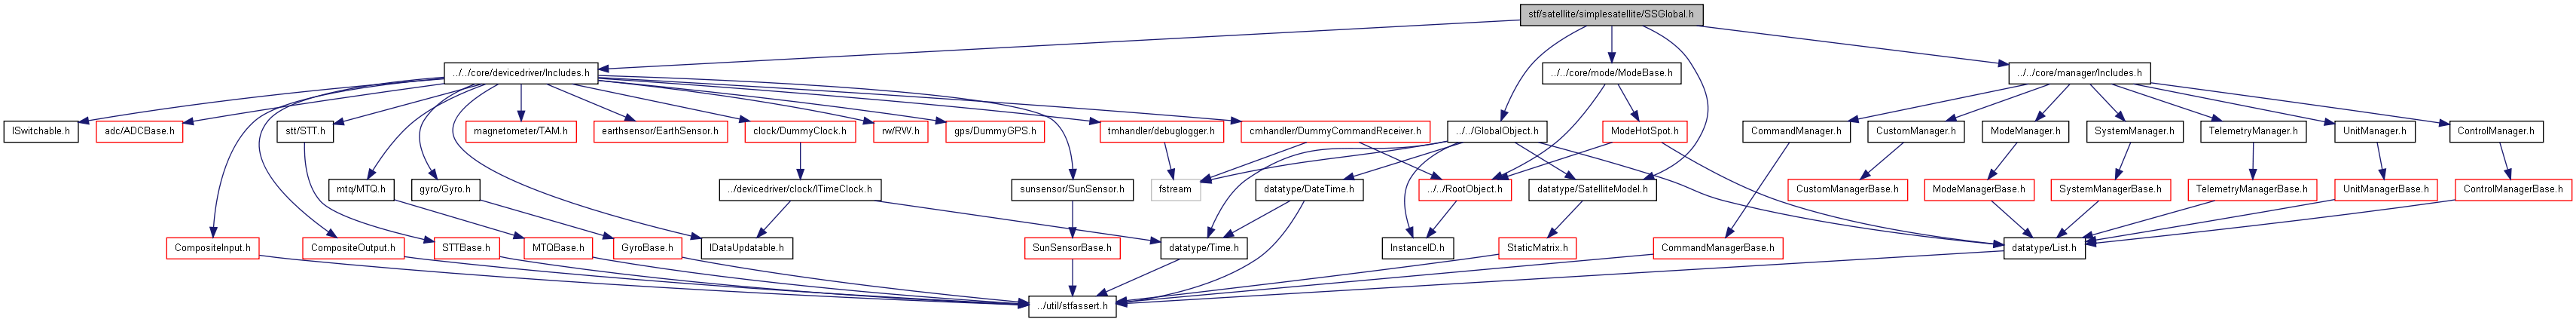 stf/satellite/simplesatellite/SSGlobal.h
../../core/devicedriver/Includes.h
../../core/mode/ModeBase.h
../../core/manager/Includes.h
ISwitchable.h
adc/ADCBase.h
stt/STT.h
magnetometer/TAM.h
earthsensor/EarthSensor.h
clock/DummyClock.h
rw/RW.h
gps/DummyGPS.h
tmhandler/debuglogger.h
cmhandler/DummyCommandReceiver.h
../../GlobalObject.h
ModeHotSpot.h
CommandManager.h
CustomManager.h
ModeManager.h
SystemManager.h
TelemetryManager.h
UnitManager.h
ControlManager.h
mtq/MTQ.h
gyro/Gyro.h
../devicedriver/clock/ITimeClock.h
sunsensor/SunSensor.h
fstream
datatype/DateTime.h
../../RootObject.h
datatype/SatelliteModel.h
CustomManagerBase.h
ModeManagerBase.h
SystemManagerBase.h
TelemetryManagerBase.h
UnitManagerBase.h
ControlManagerBase.h
CompositeInput.h
CompositeOutput.h
STTBase.h
MTQBase.h
GyroBase.h
IDataUpdatable.h
SunSensorBase.h
datatype/Time.h
InstanceID.h
StaticMatrix.h
CommandManagerBase.h
datatype/List.h
../util/stfassert.h